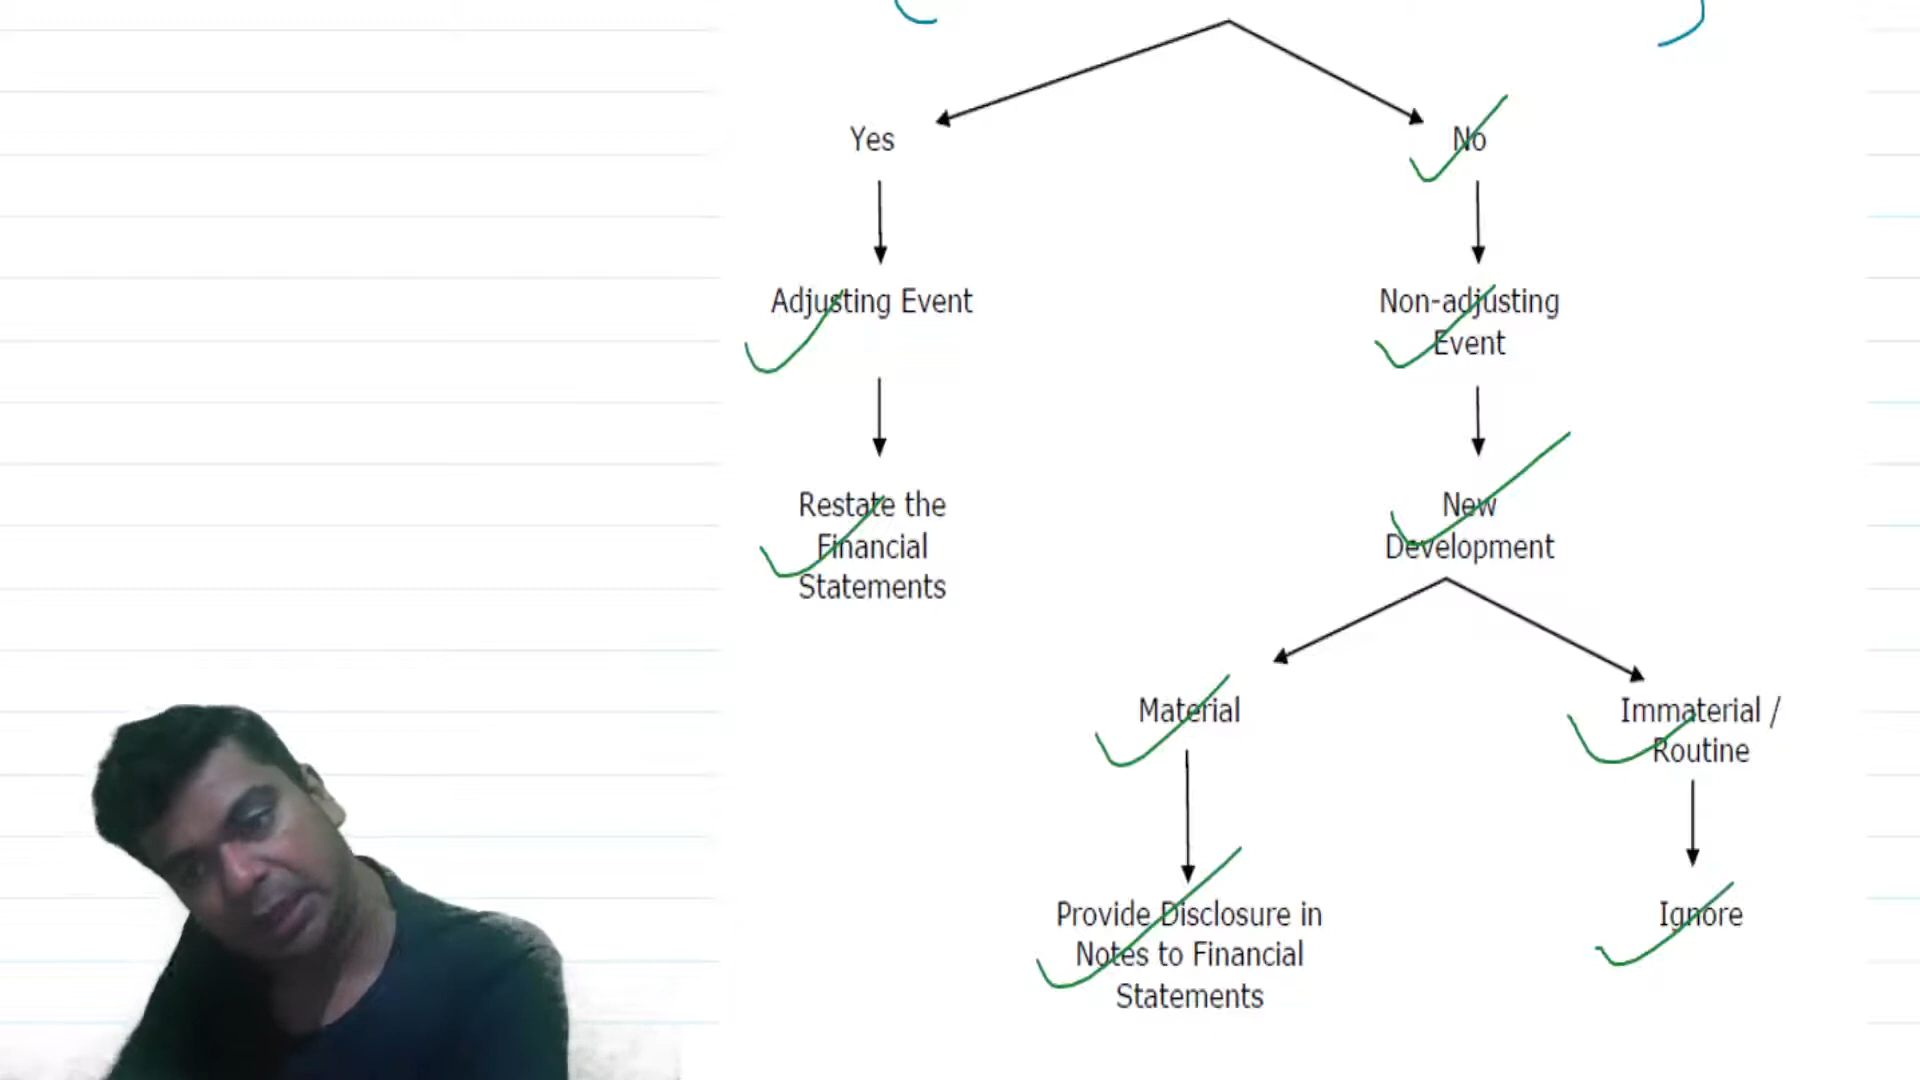 Yes
No
Adjusting Event
Non-adjusting
Event
Restate the
Financial
Statements
New
Development
Material
Immaterial /
Routine
Provide Disclosure in
Notes to Financial
Statements
Ignore